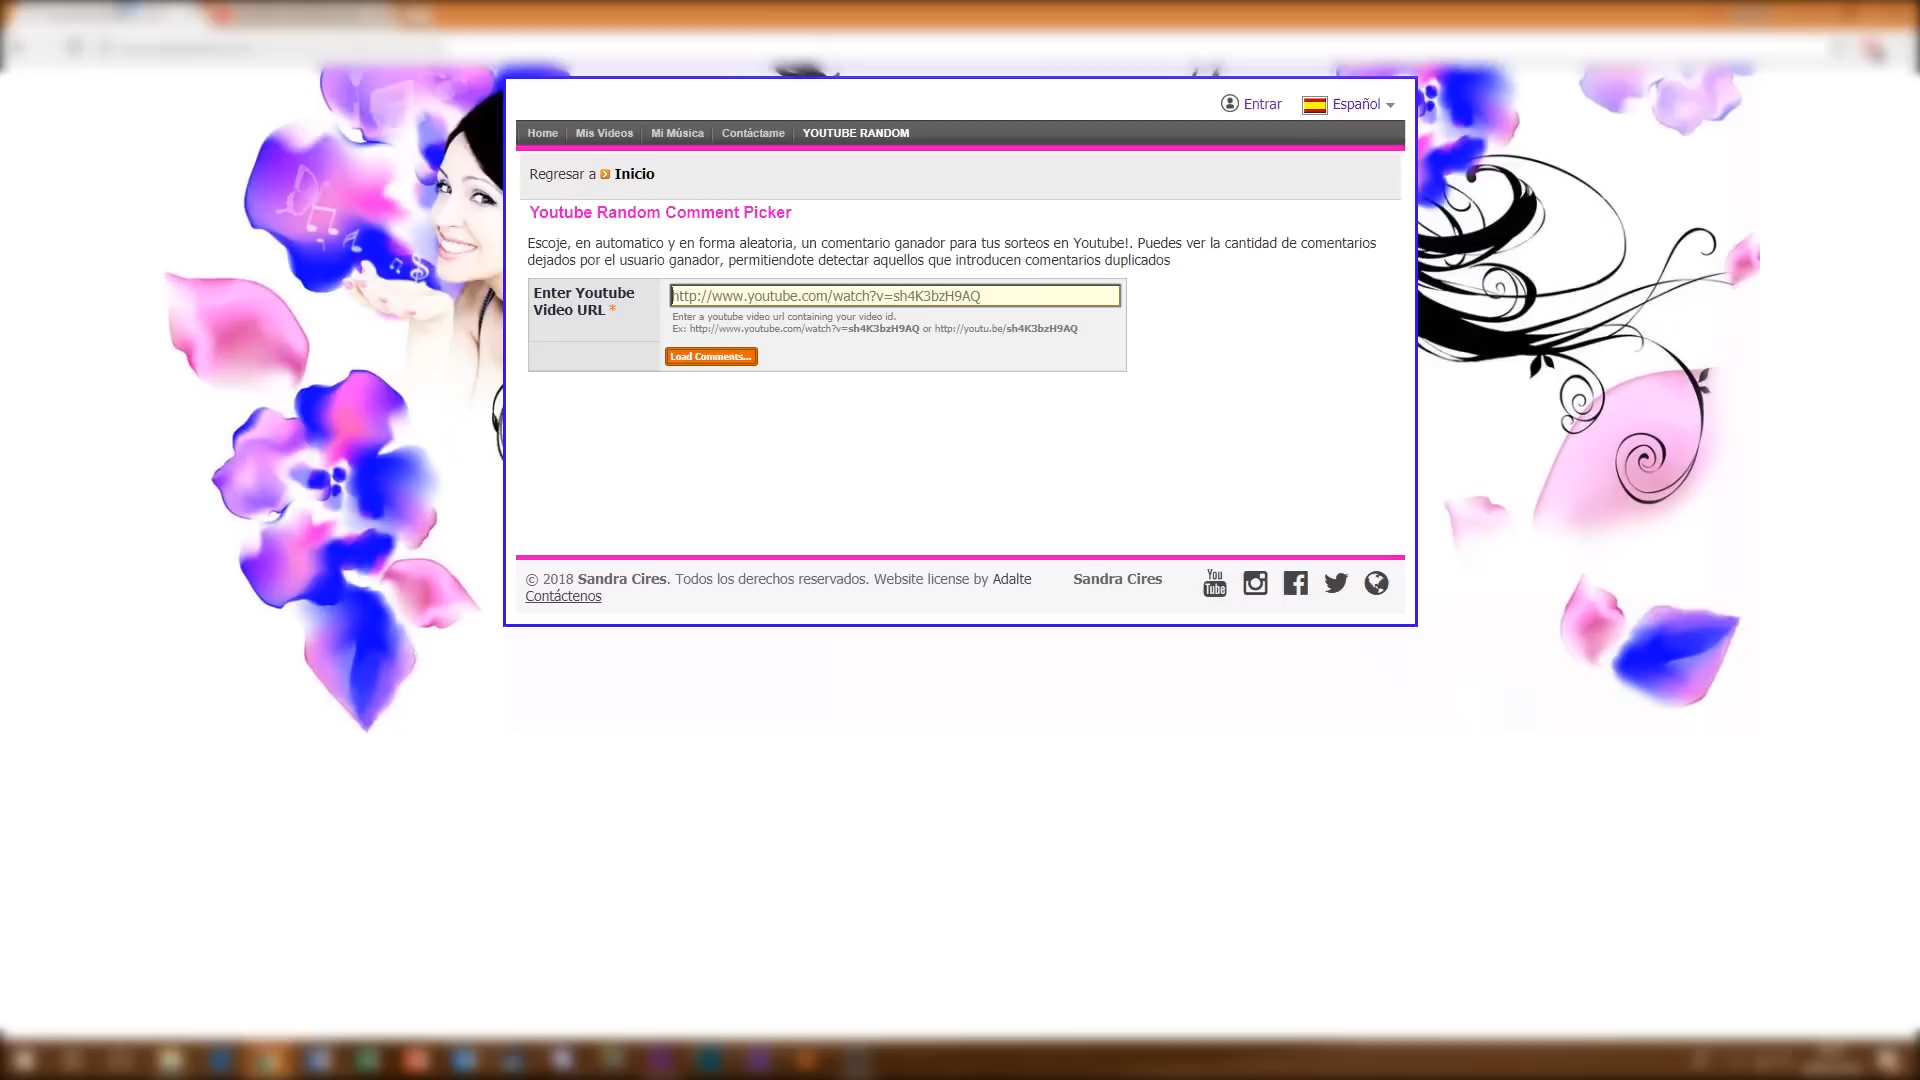 Entrar Español
Home Mis Videos Mi Música Contáctame YOUTUBE RANDOM
Regresar a Inicio
Youtube Random Comment Picker
Escoje, en automatico y en forma aleatoria, un comentario ganador para tus sorteos en Youtube!. Puedes ver la cantidad de comentarios
dejados por el usuario ganador, permitiendote detectar aquellos que introducen comentarios duplicados
Enter Youtube
Video URL *
http://www.youtube.com/watch?v=sh4K3bzH9AQ
Enter a youtube video url containing your video id.
Ex: http://www.youtube.com/watch?v=sh4K3bzH9AQ or http://youtu.be/sh4K3bzH9AQ
Load Comments...
© 2018 Sandra Cires. Todos los derechos reservados. Website license by Adalte
Contáctenos
Sandra Cires
You
Tube